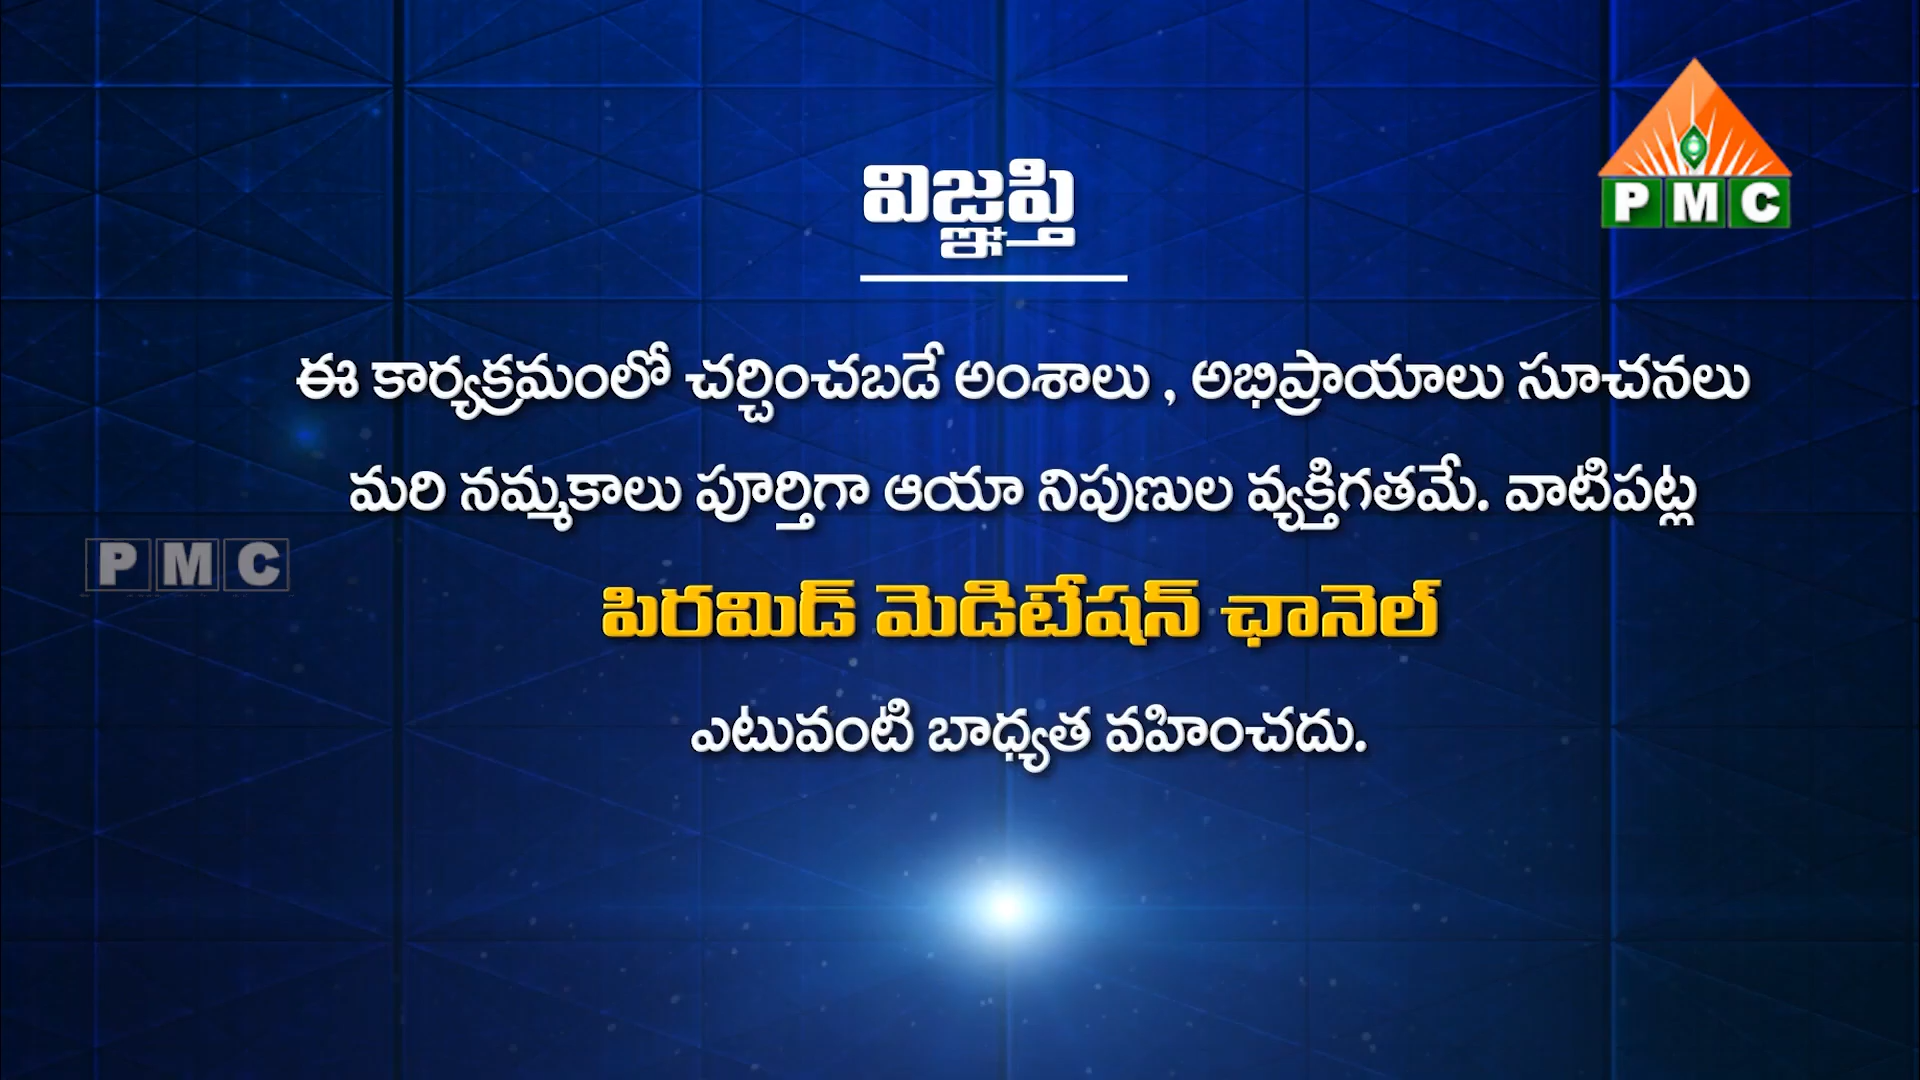 విజ్ఞప్తి
PMC
ఈ కార్యక్రమంలో చర్చించబడే అంశాలు , అభిప్రాయాలు సూచనలు
మరి నమ్మకాలు పూర్తిగా ఆయా నిపుణుల వ్యక్తిగతమే. వాటిపట్ల
PMC
పిరమిడ్ మెడిటేషన్ ఛానెల్
ఎటువంటి బాధ్యత వహించదు.